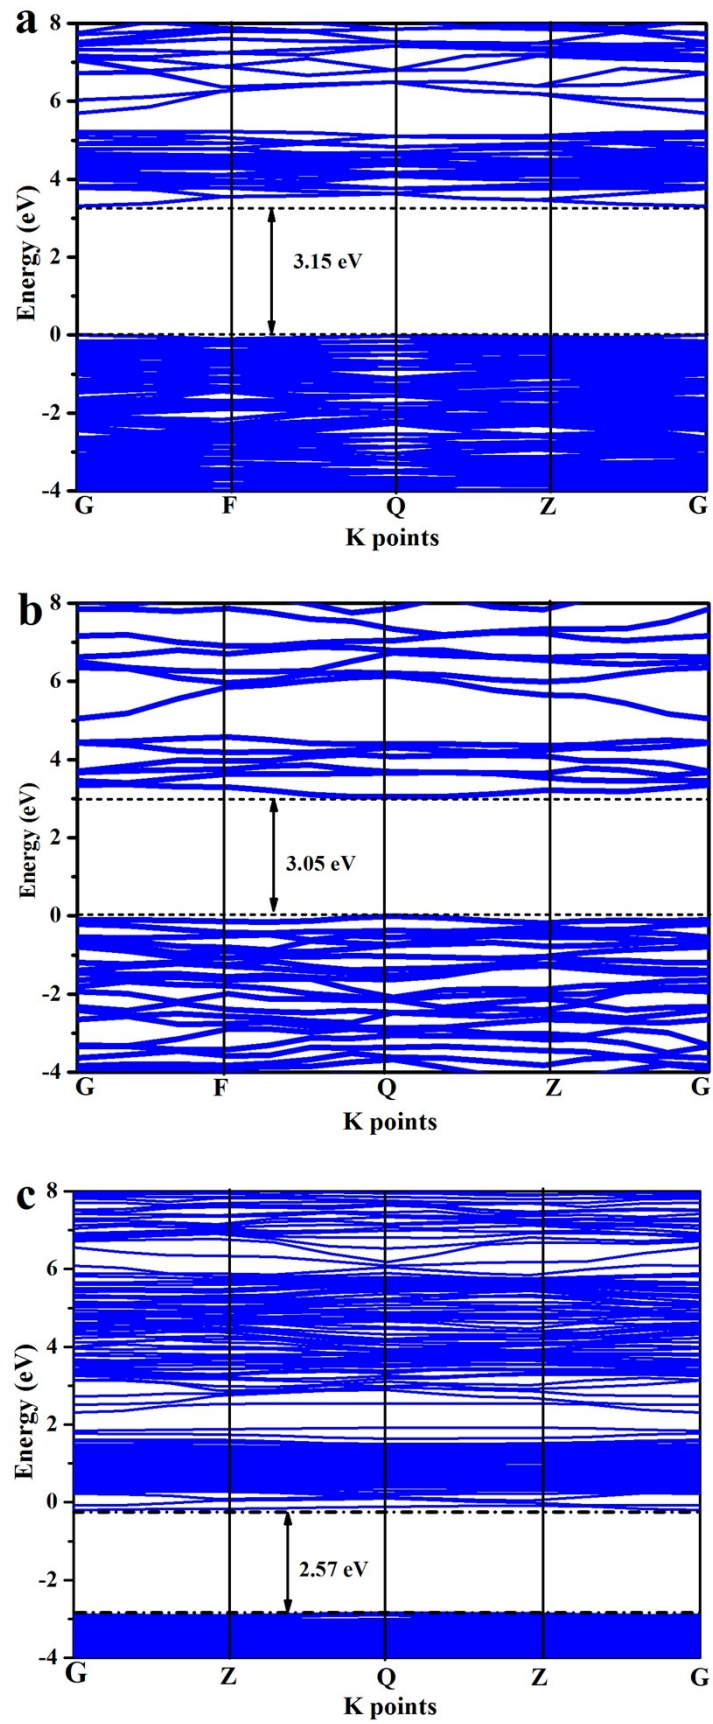 a
8
6
4
2
0
-2
-4
Energy (eV)
3.15 eV
G F Q Z G
K points
b
8
6
4
2
0
-2
-4
Energy (eV)
3.05 eV
G F Q Z G
K points
c
8
6
4
2
0
-2
-4
Energy (eV)
2.57 eV
G Z Q Z G
K points